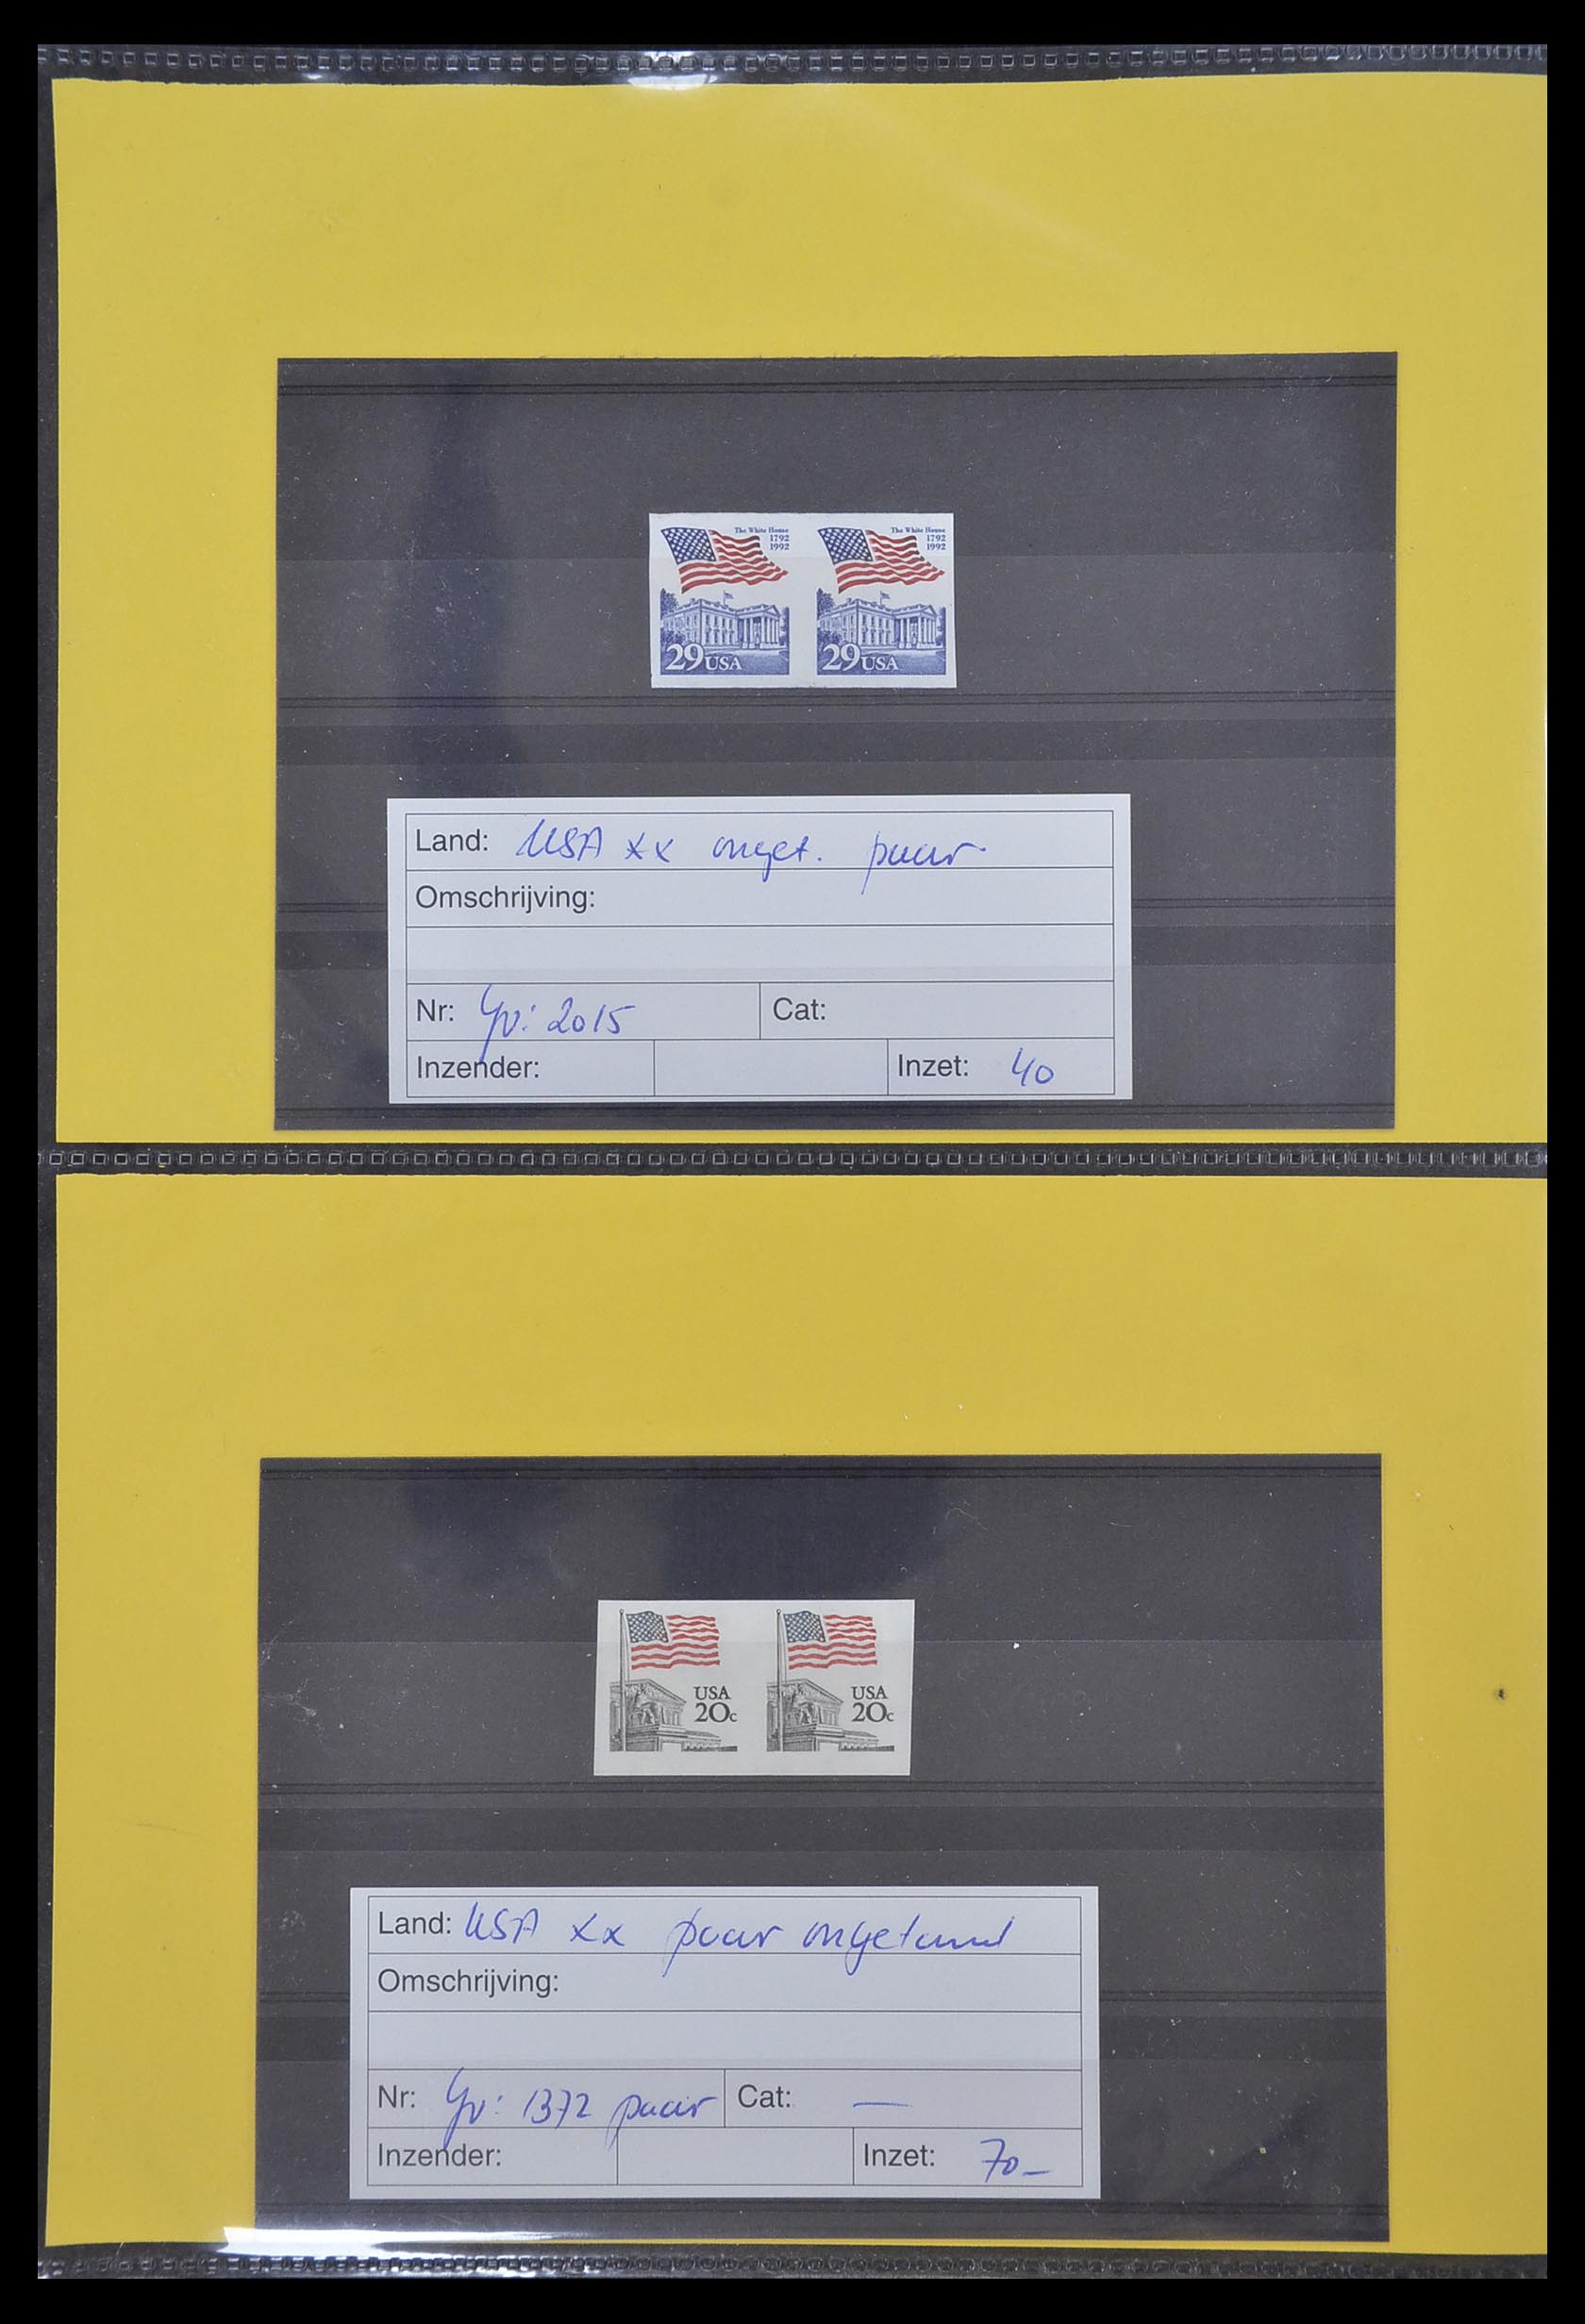 The White House The White House
1792 1792
1992 1992
29 USA 29 USA
Land: USA xx onget. paar
Omschrijving:
Nr: Yv: 2015 Cat:
Inzender: Inzet: 40
USA USA
20c 20c
Land: USA xx paar ongetand
Omschrijving:
Nr: Yv: 1372 paar Cat: —
Inzender: Inzet: 70–